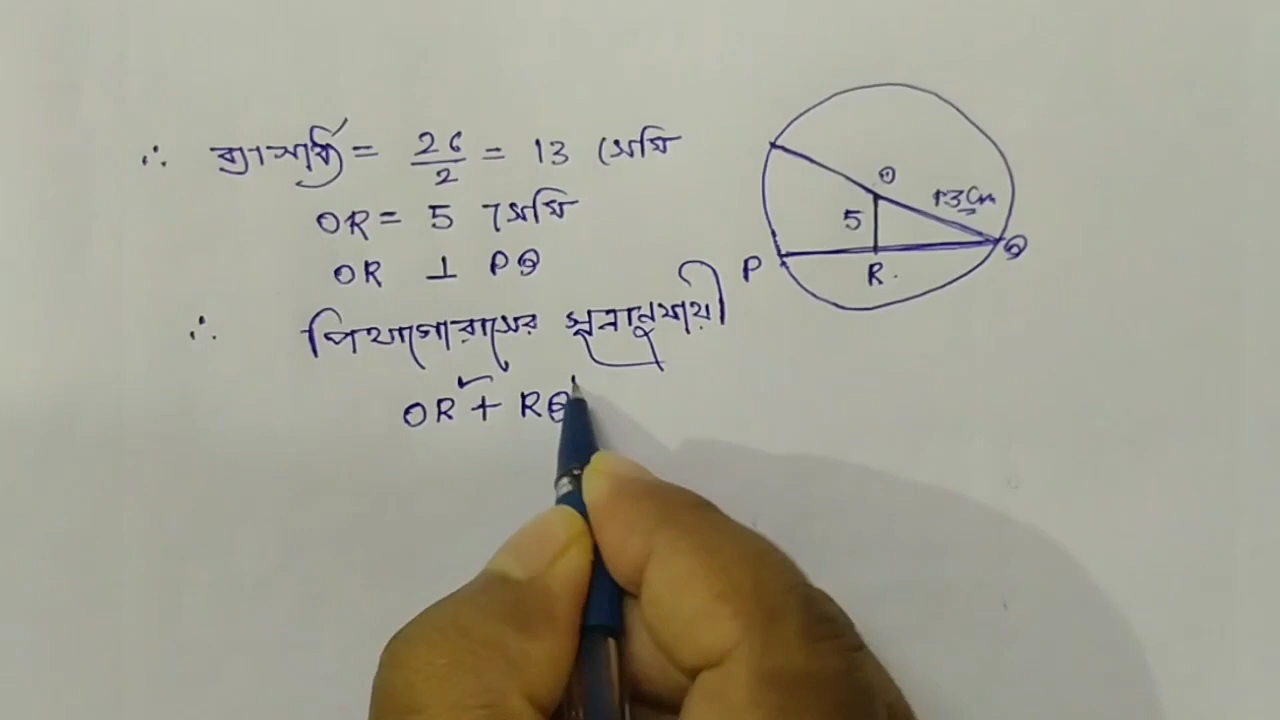 ∴ ব্যাসার্ধ = 26/2 = 13 সেমি
OR = 5 সেমি
OR ⊥ PQ
∴ পিথাগোরাসের সূত্রানুযায়ী
OR² + RQ
O
13cm
5
P
R
Q